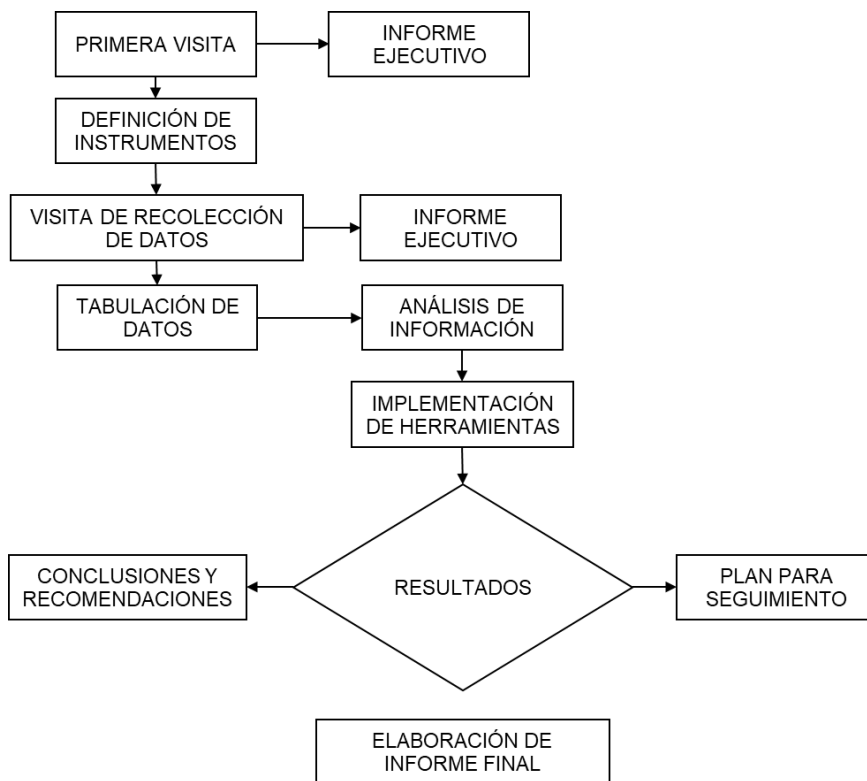 PRIMERA VISITA
INFORME
EJECUTIVO
DEFINICIÓN DE
INSTRUMENTOS
VISITA DE RECOLECCIÓN
DE DATOS
INFORME
EJECUTIVO
TABULACIÓN DE
DATOS
ANÁLISIS DE
INFORMACIÓN
IMPLEMENTACIÓN
DE HERRAMIENTAS
CONCLUSIONES Y
RECOMENDACIONES
RESULTADOS
PLAN PARA
SEGUIMIENTO
ELABORACIÓN DE
INFORME FINAL